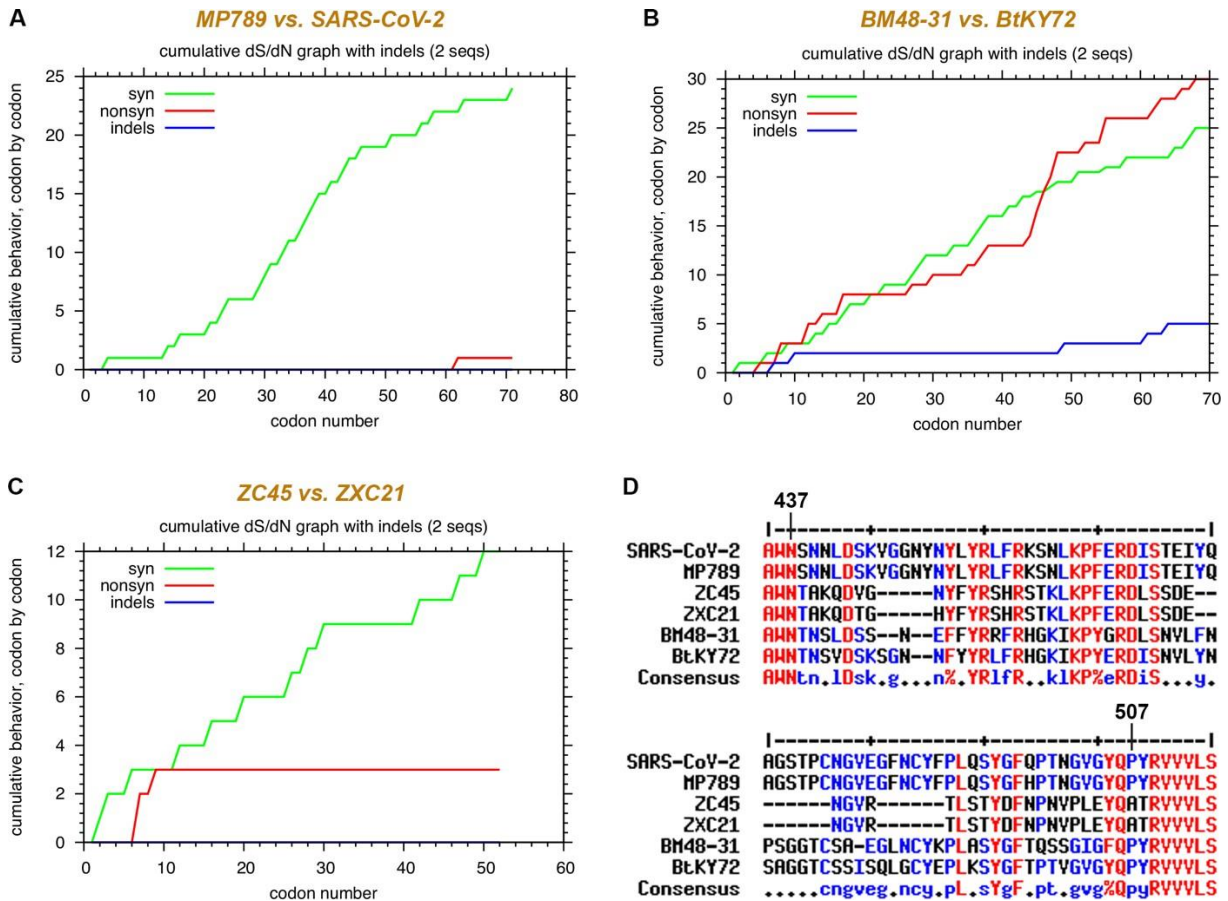 A
MP789 vs. SARS-CoV-2
cumulative dS/dN graph with indels (2 seqs)
syn
nonsyn
indels
cumulative behavior, codon by codon
0
5
10
15
20
25
0 10 20 30 40 50 60 70 80
codon number
B
BM48-31 vs. BtKY72
cumulative dS/dN graph with indels (2 seqs)
syn
nonsyn
indels
cumulative behavior, codon by codon
0
5
10
15
20
25
30
0 10 20 30 40 50 60 70
codon number
C
ZC45 vs. ZXC21
cumulative dS/dN graph with indels (2 seqs)
syn
nonsyn
indels
cumulative behavior, codon by codon
0
2
4
6
8
10
12
0 10 20 30 40 50 60
codon number
D
437
SARS-CoV-2 AWNSNNLDSKVGGNYNYLYRLFRKSNLKPFERDISTEIYQ
MP789 AWNSNNLDSKVGGNYNYLYRLFRKSNLKPFERDISTEIYQ
ZC45 AWNTAKQDVG-----NYFYRSHRSTKLKPFERDLSSDE--
ZXC21 AWNTAKQDTG-----HYFYRSHRSTKLKPFERDLSSDE--
BM48-31 AWNTNSLDSS--N--EFFYRRFRHGKIKPYGRDLSNVLFN
BtKY72 AWNTNSVDSKSGN--NFYYRLFRHGKIKPYERDISNVLYN
Consensus AWNtn.lDsk.g...n%.YRlfR..klKP%eRDiS...y.
507
SARS-CoV-2 AGSTPCNGVEGFNCYFPLQSYGFQPTNGVGYQPYRVVVLS
MP789 AGSTPCNGVEGFNCYFPLQSYGFHPTNGVGYQPYRVVVLS
ZC45 ------NGVR------TLSTYDFNPNVPLEYQATRVVVLS
ZXC21 ------NGVR------TLSTYDFNPNVPLEYQATRVVVLS
BM48-31 PSGGTCSA-EGLNCYKPLASYGFTQSSGIGFQPYRVVVLS
BtKY72 SAGGTCSSISQLGCYEPLKSYGFTPTVGVGYQPYRVVVLS
Consensus .....cngveg.ncy.pL.sYgF.pt.gvg%QpyRVVVLS